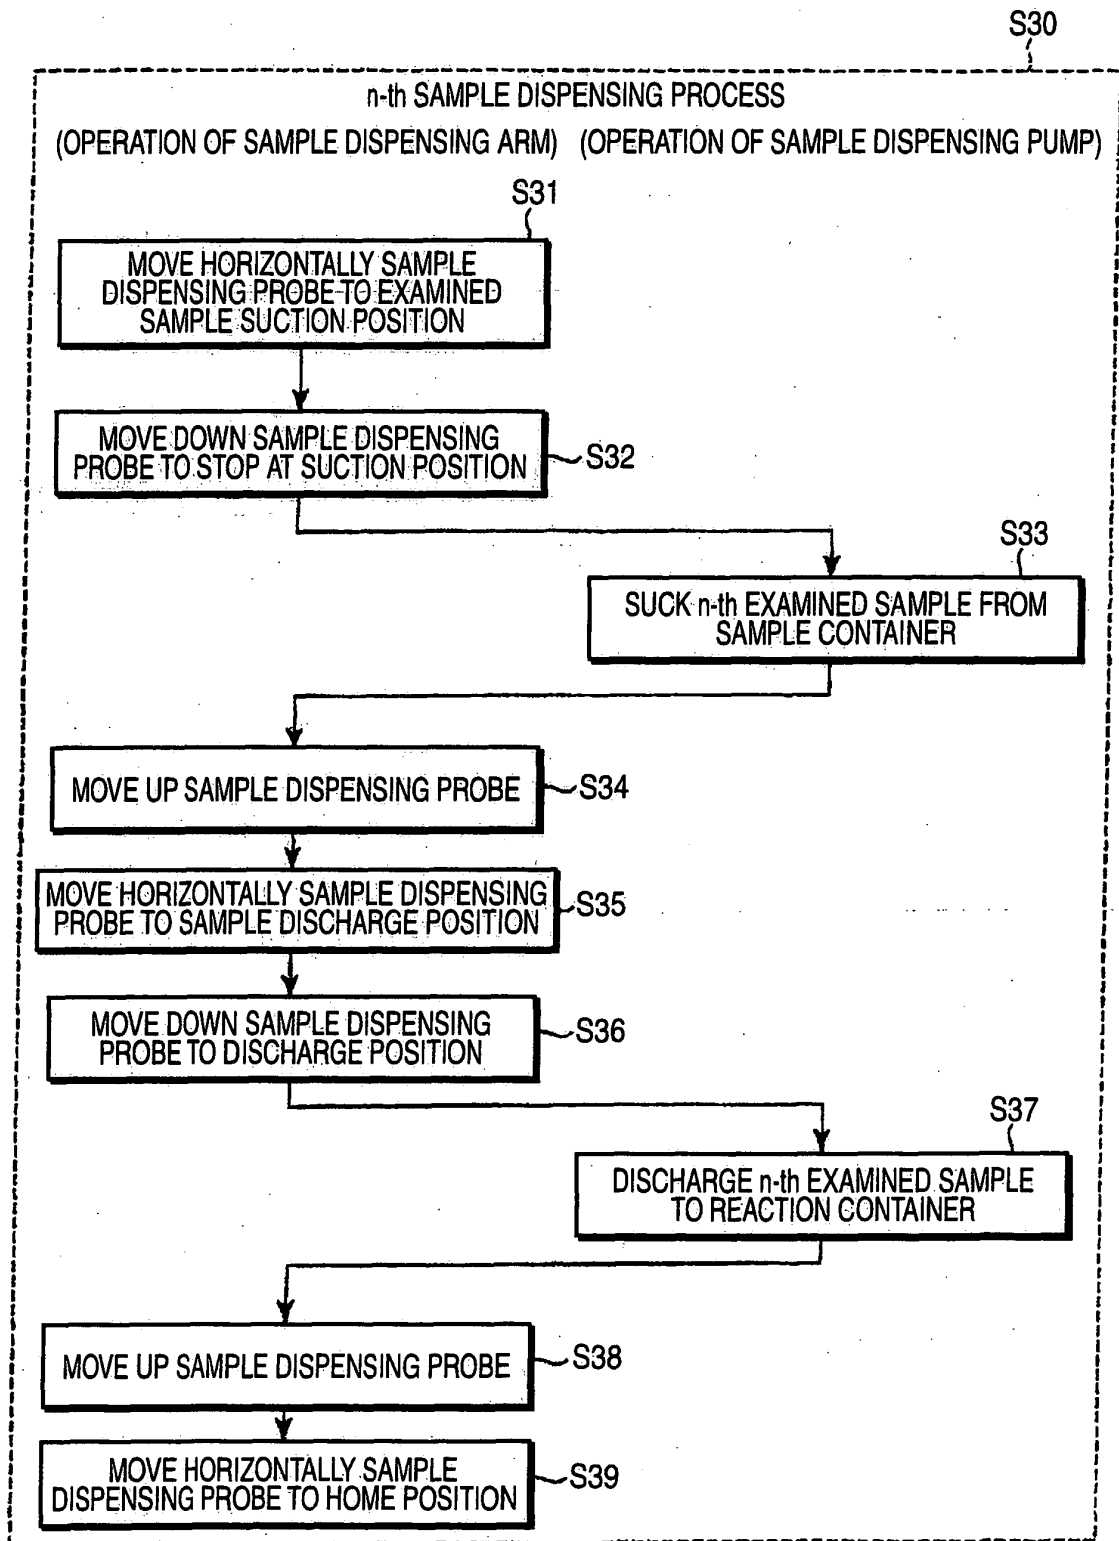 S30
n-th SAMPLE DISPENSING PROCESS
(OPERATION OF SAMPLE DISPENSING ARM) (OPERATION OF SAMPLE DISPENSING PUMP)
S31
MOVE HORIZONTALLY SAMPLE
DISPENSING PROBE TO EXAMINED
SAMPLE SUCTION POSITION
MOVE DOWN SAMPLE DISPENSING
PROBE TO STOP AT SUCTION POSITION
S32
S33
SUCK n-th EXAMINED SAMPLE FROM
SAMPLE CONTAINER
MOVE UP SAMPLE DISPENSING PROBE
S34
MOVE HORIZONTALLY SAMPLE DISPENSING
PROBE TO SAMPLE DISCHARGE POSITION
S35
MOVE DOWN SAMPLE DISPENSING
PROBE TO DISCHARGE POSITION
S36
S37
DISCHARGE n-th EXAMINED SAMPLE
TO REACTION CONTAINER
MOVE UP SAMPLE DISPENSING PROBE
S38
MOVE HORIZONTALLY SAMPLE
DISPENSING PROBE TO HOME POSITION
S39